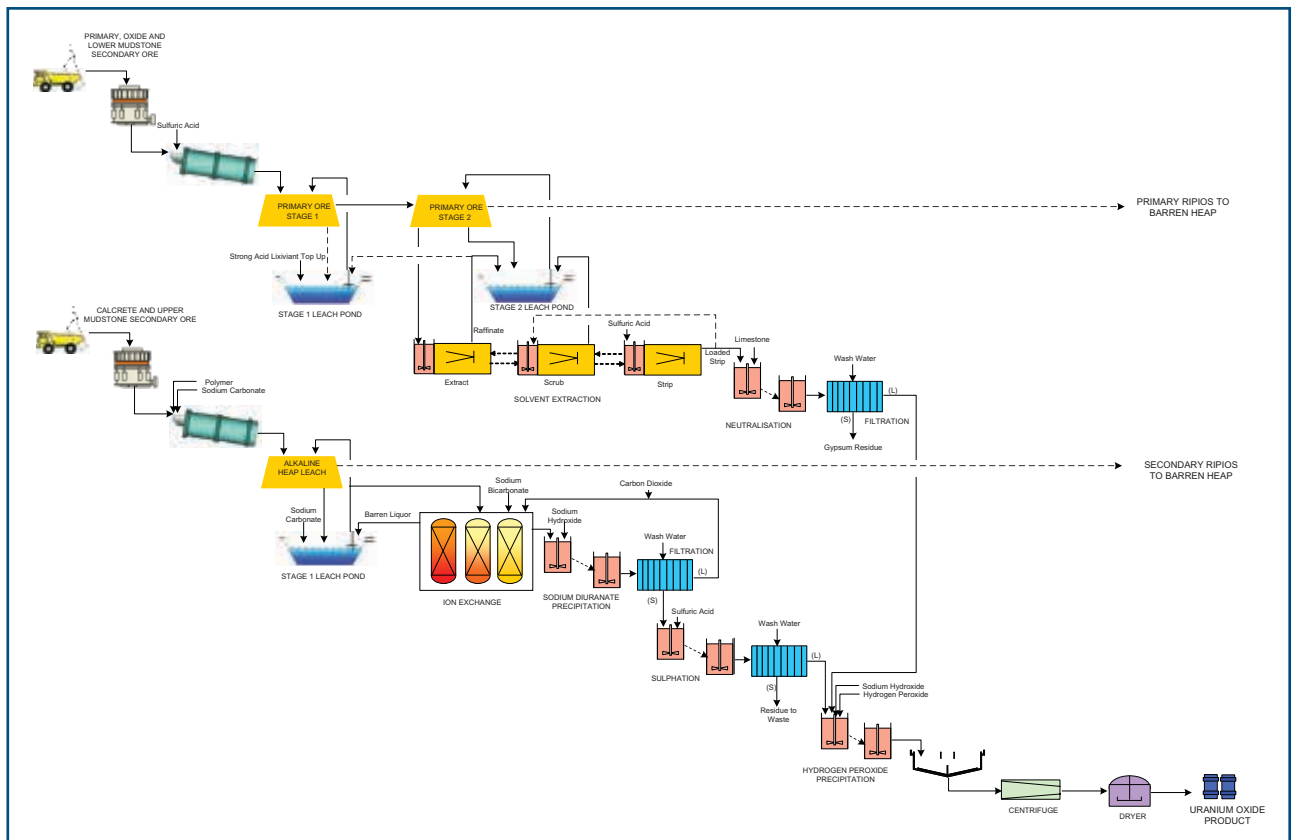 PRIMARY, OXIDE AND
LOWER MUDSTONE
SECONDARY ORE
Sulfuric Acid
PRIMARY ORE
STAGE 1
PRIMARY ORE
STAGE 2
PRIMARY RIPIOS TO
BARREN HEAP
Strong Acid Lixiviant Top Up
STAGE 1 LEACH POND
STAGE 2 LEACH POND
CALCRETE AND UPPER
MUDSTONE SECONDARY ORE
Raffinate
Sulfuric Acid
Loaded
Strip
Limestone
Wash Water
(L)
Extract
Scrub
Strip
SOLVENT EXTRACTION
NEUTRALISATION
(S)
FILTRATION
Gypsum Residue
Polymer
Sodium Carbonate
ALKALINE
HEAP LEACH
SECONDARY RIPIOS
TO BARREN HEAP
Sodium
Carbonate
Barren Liquor
Sodium
Bicarbonate
Carbon Dioxide
Sodium
Hydroxide
Wash Water
FILTRATION
(L)
STAGE 1 LEACH POND
ION EXCHANGE
SODIUM DIURANATE
PRECIPITATION
(S)
Sulfuric Acid
Wash Water
(L)
SULPHATION
(S)
Residue to
Waste
Sodium Hydroxide
Hydrogen Peroxide
HYDROGEN PEROXIDE
PRECIPITATION
CENTRIFUGE
DRYER
URANIUM OXIDE
PRODUCT